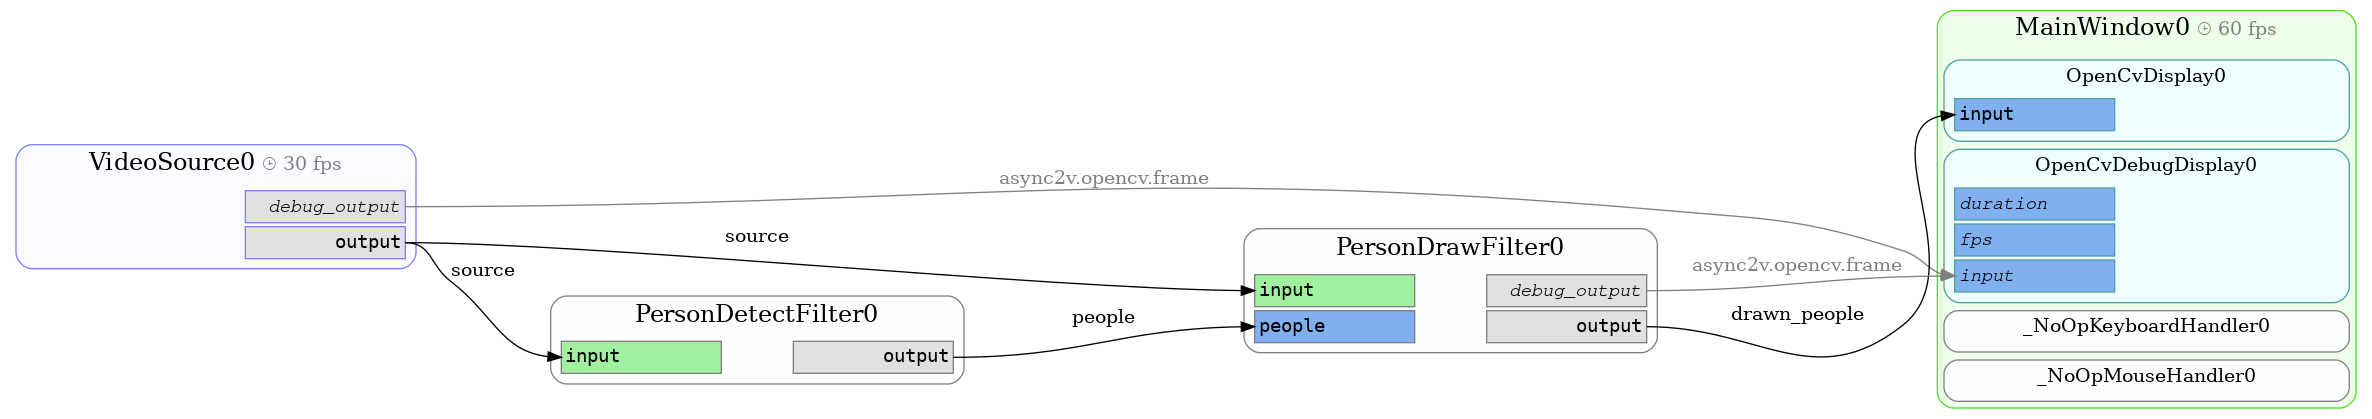 VideoSource0 ◷ 30 fps
debug_output
output
source
source
PersonDetectFilter0
input
output
people
async2v.opencv.frame
PersonDrawFilter0
input
debug_output
people
output
async2v.opencv.frame
drawn_people
MainWindow0 ◷ 60 fps
OpenCvDisplay0
input
OpenCvDebugDisplay0
duration
fps
input
_NoOpKeyboardHandler0
_NoOpMouseHandler0